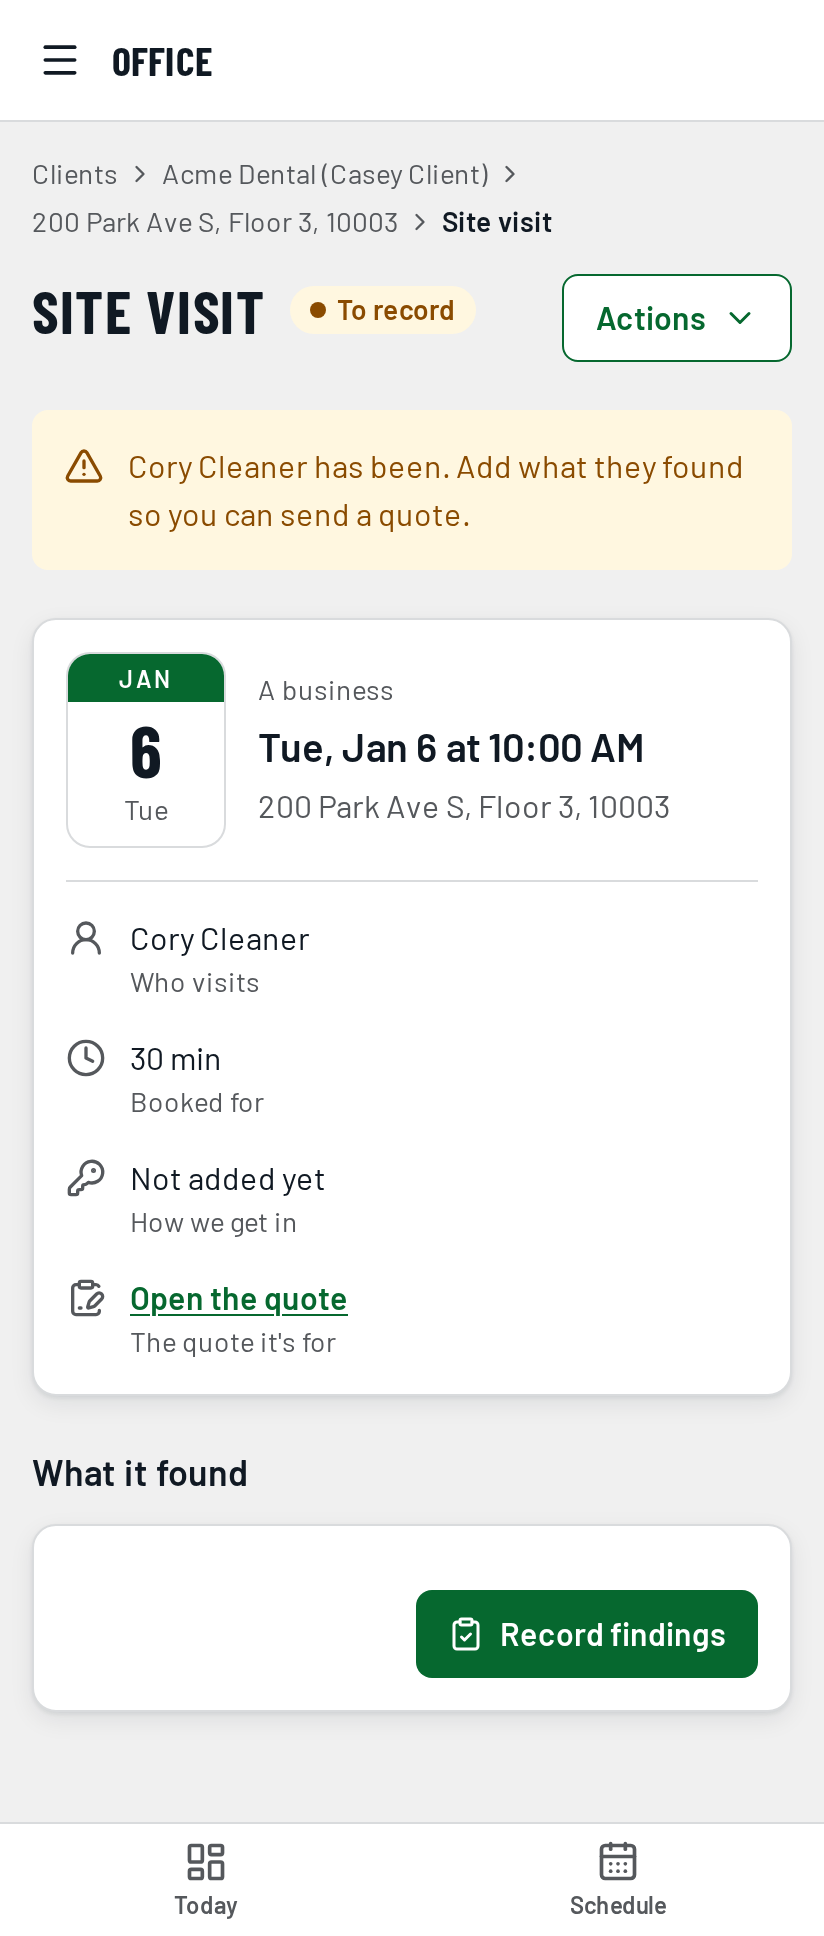 OFFICE
Clients > Acme Dental (Casey Client) >
200 Park Ave S, Floor 3, 10003 > Site visit
SITE VISIT
To record
Actions
Cory Cleaner has been. Add what they found
so you can send a quote.
JAN
6
Tue
A business
Tue, Jan 6 at 10:00 AM
200 Park Ave S, Floor 3, 10003
Cory Cleaner
Who visits
30 min
Booked for
Not added yet
How we get in
Open the quote
The quote it's for
What it found
Record findings
Today
Schedule